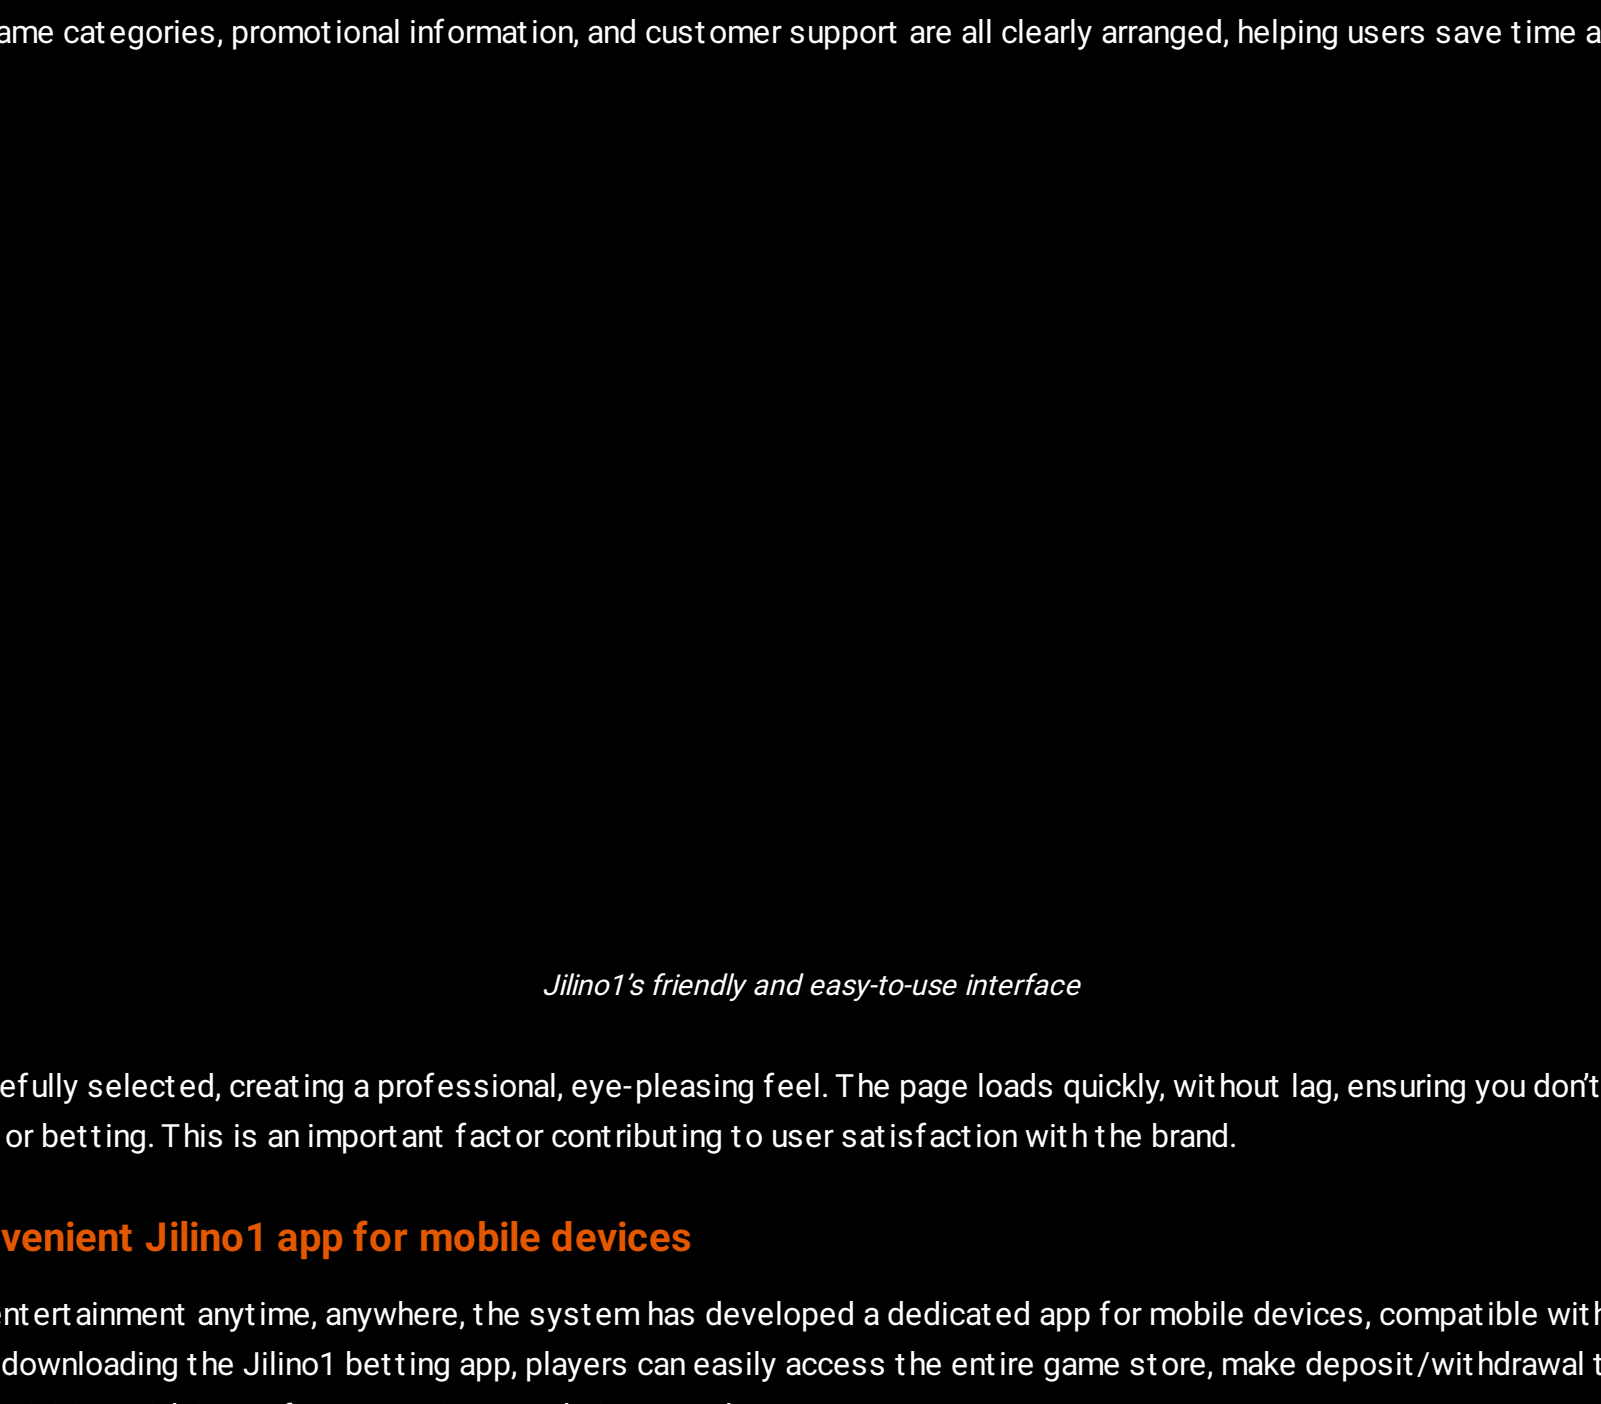 ame categories, promotional information, and customer support are all clearly arranged, helping users save time a
Jilino1’s friendly and easy-to-use interface
efully selected, creating a professional, eye-pleasing feel. The page loads quickly, without lag, ensuring you don’t
or betting. This is an important factor contributing to user satisfaction with the brand.
venient Jilino1 app for mobile devices
entertainment anytime, anywhere, the system has developed a dedicated app for mobile devices, compatible with
downloading the Jilino1 betting app, players can easily access the entire game store, make deposit/withdrawal t